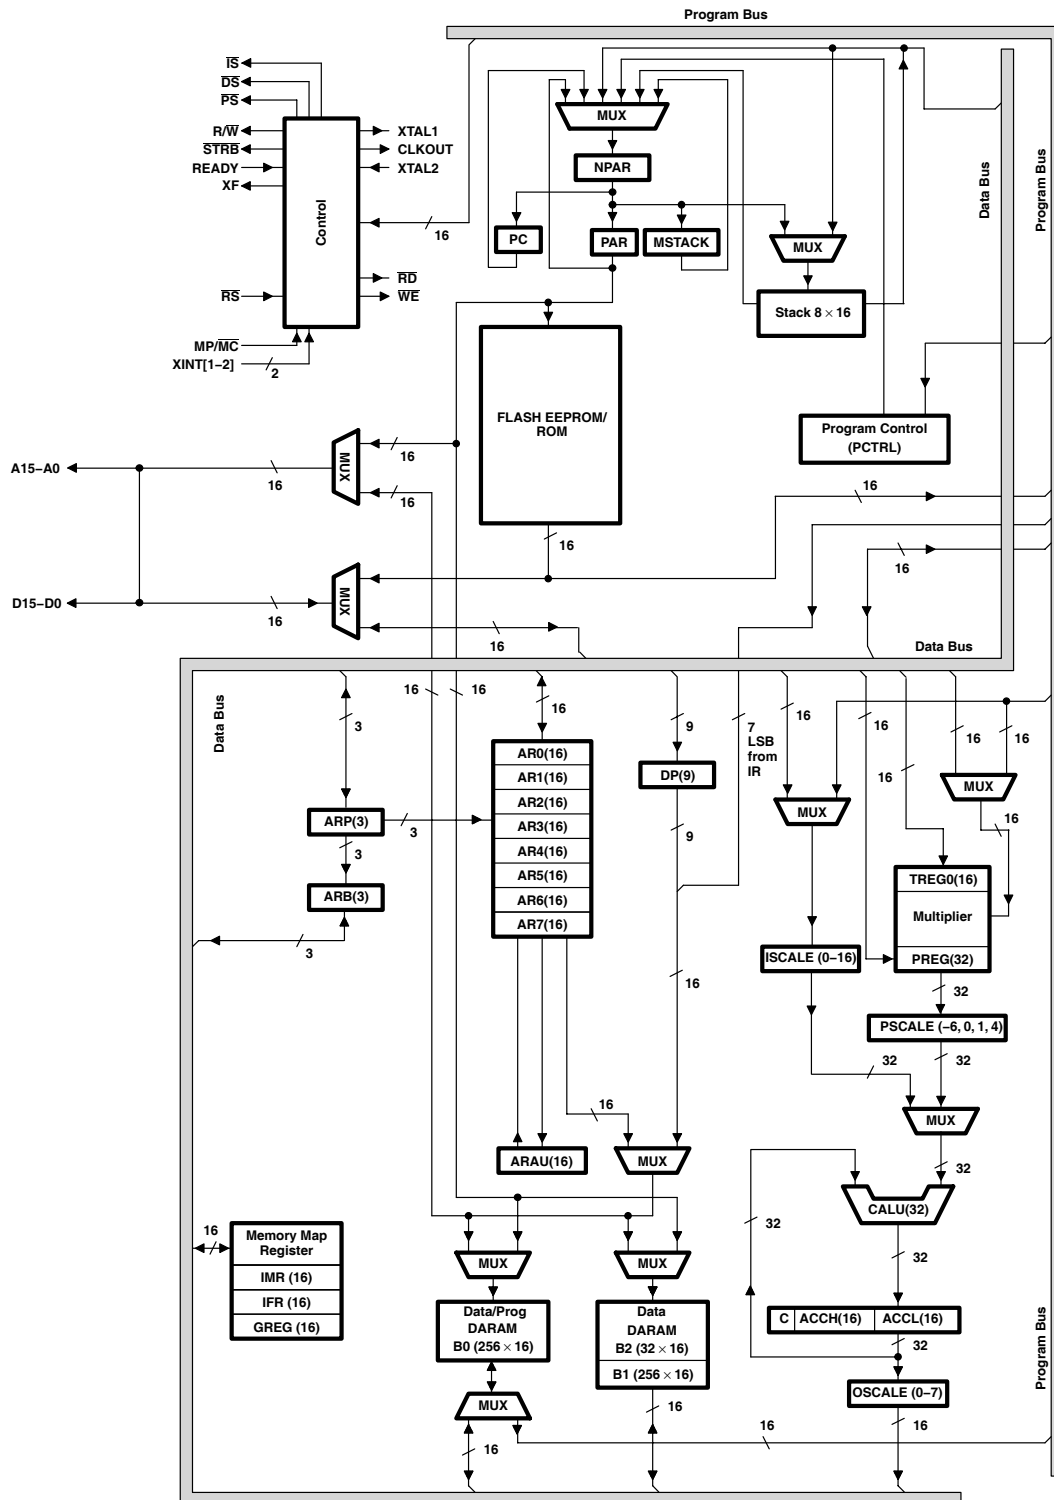 Program Bus
IS
DS
PS
R/W
STRB
READY
XF
RS
MP/MC
XINT[1−2]
2
Control
XTAL1
CLKOUT
XTAL2
16
RD
WE
MUX
NPAR
PC
PAR
MSTACK
MUX
Stack 8 × 16
Data Bus
Program Bus
FLASH EEPROM/
ROM
Program Control
(PCTRL)
A15−A0
16
MUX
16
16
16
16
D15−D0
16
MUX
16
16
Data Bus
Data Bus
3
16
16
16
9
7
LSB
from
IR
16
16
16
16
16
AR0(16)
AR1(16)
AR2(16)
AR3(16)
AR4(16)
AR5(16)
AR6(16)
AR7(16)
DP(9)
MUX
MUX
ARP(3)
3
3
9
16
ARB(3)
3
TREG0(16)
Multiplier
PREG(32)
ISCALE (0−16)
16
32
PSCALE (−6, 0, 1, 4)
32
32
16
MUX
ARAU(16)
MUX
32
CALU(32)
32
32
16
Memory Map
Register
IMR (16)
IFR (16)
GREG (16)
MUX
MUX
Data/Prog
DARAM
B0 (256 × 16)
Data
DARAM
B2 (32 × 16)
B1 (256 × 16)
C
ACCH(16)
ACCL(16)
32
OSCALE (0−7)
MUX
16
16
16
16
Program Bus